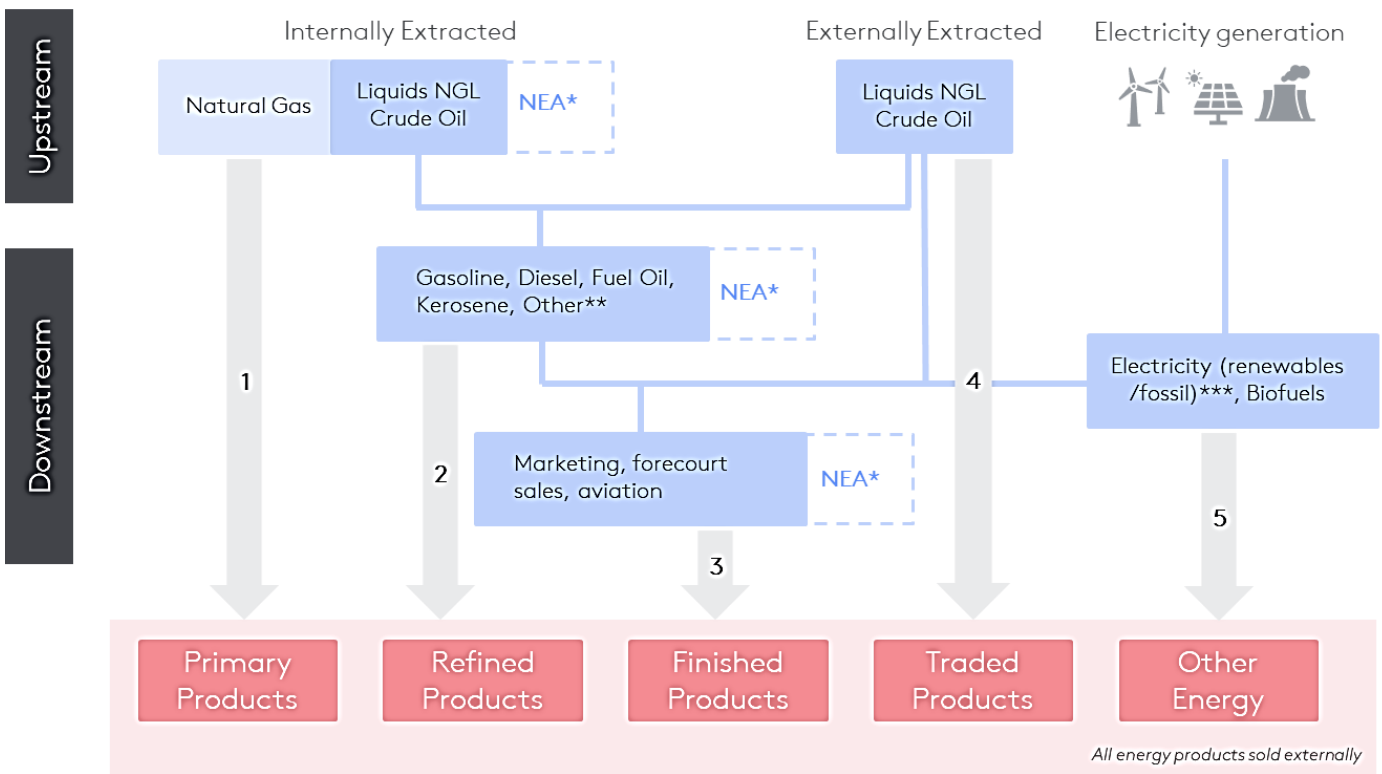 Internally Extracted
Externally Extracted
Electricity generation
Upstream
Natural Gas
Liquids NGL
Crude Oil
NEA*
Liquids NGL
Crude Oil
Downstream
Gasoline, Diesel, Fuel Oil,
Kerosene, Other**
NEA*
Electricity (renewables
/fossil)***, Biofuels
1
4
Marketing, forecourt
sales, aviation
NEA*
2
5
3
Primary
Products
Refined
Products
Finished
Products
Traded
Products
Other
Energy
All energy products sold externally